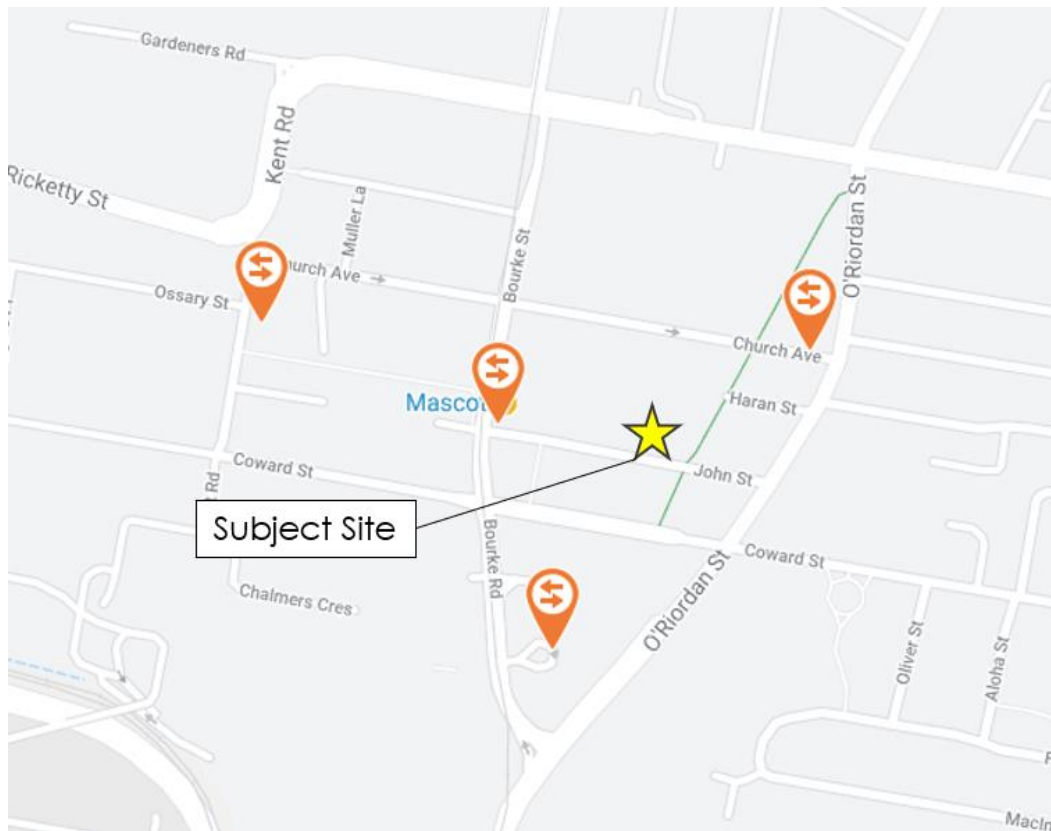 Gardeners Rd
Kent Rd
Ricketty St
Muller La
Bourke St
O'Riordan St
urch Ave
Ossary St
Church Ave
Mascot
Haran St
Coward St
John St
Rd
Subject Site
Bourke Rd
O'Riordan St
Coward St
Chalmers Cres
Oliver St
Aloha St